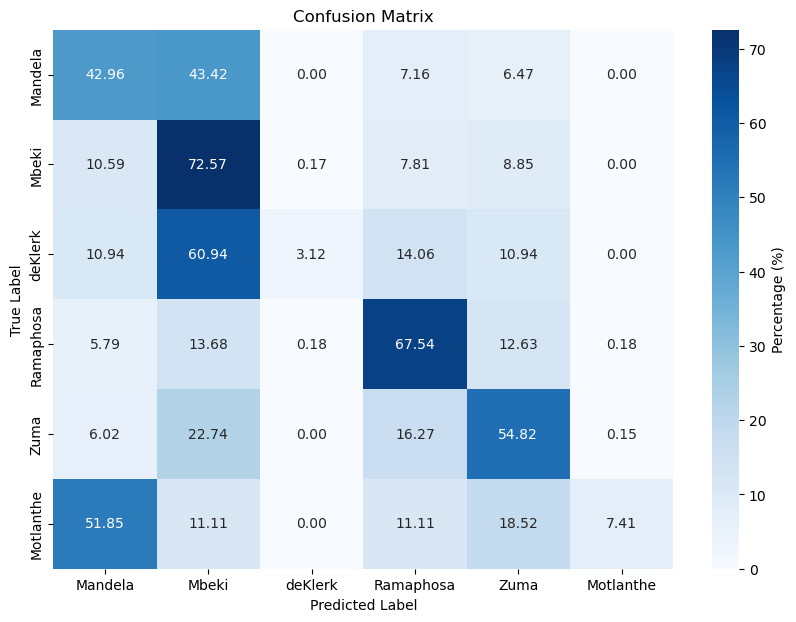 Confusion Matrix
Mandela 42.96 43.42 0.00 7.16 6.47 0.00
Mbeki 10.59 72.57 0.17 7.81 8.85 0.00
deKlerk 10.94 60.94 3.12 14.06 10.94 0.00
Ramaphosa 5.79 13.68 0.18 67.54 12.63 0.18
Zuma 6.02 22.74 0.00 16.27 54.82 0.15
Motlanthe 51.85 11.11 0.00 11.11 18.52 7.41
True Label
Mandela Mbeki deKlerk Ramaphosa Zuma Motlanthe
Predicted Label
70
60
50
40
30
20
10
0
Percentage (%)